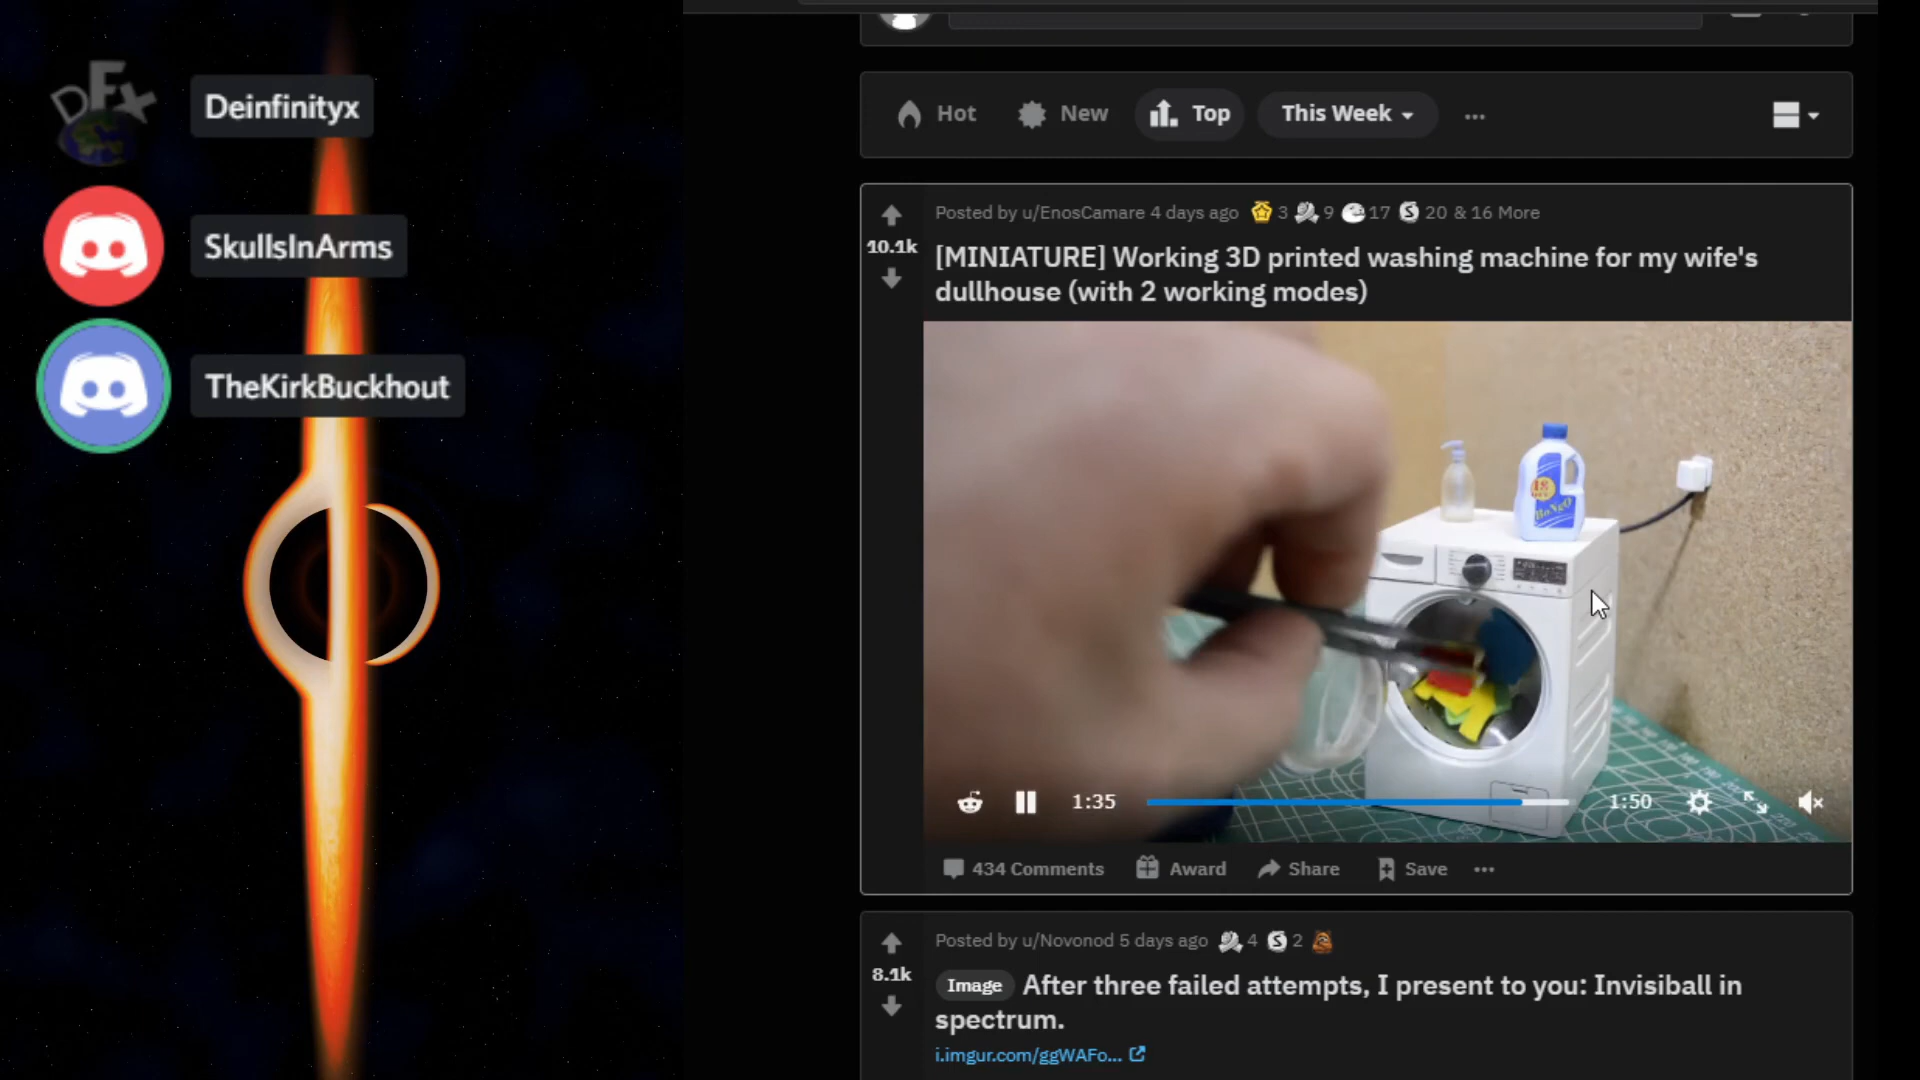 DFX
Deinfinityx
SkullsInArms
TheKirkBuckhout
Hot New Top This Week ...
Posted by u/EnosCamare 4 days ago 3 9 17 S 20 & 16 More
10.1k
[MINIATURE] Working 3D printed washing machine for my wife's
dullhouse (with 2 working modes)
BoNgO
1:35 1:50
434 Comments Award Share Save ...
Posted by u/Novonod 5 days ago 4 S 2
8.1k
Image After three failed attempts, I present to you: Invisiball in
spectrum.
i.imgur.com/ggWAFo...